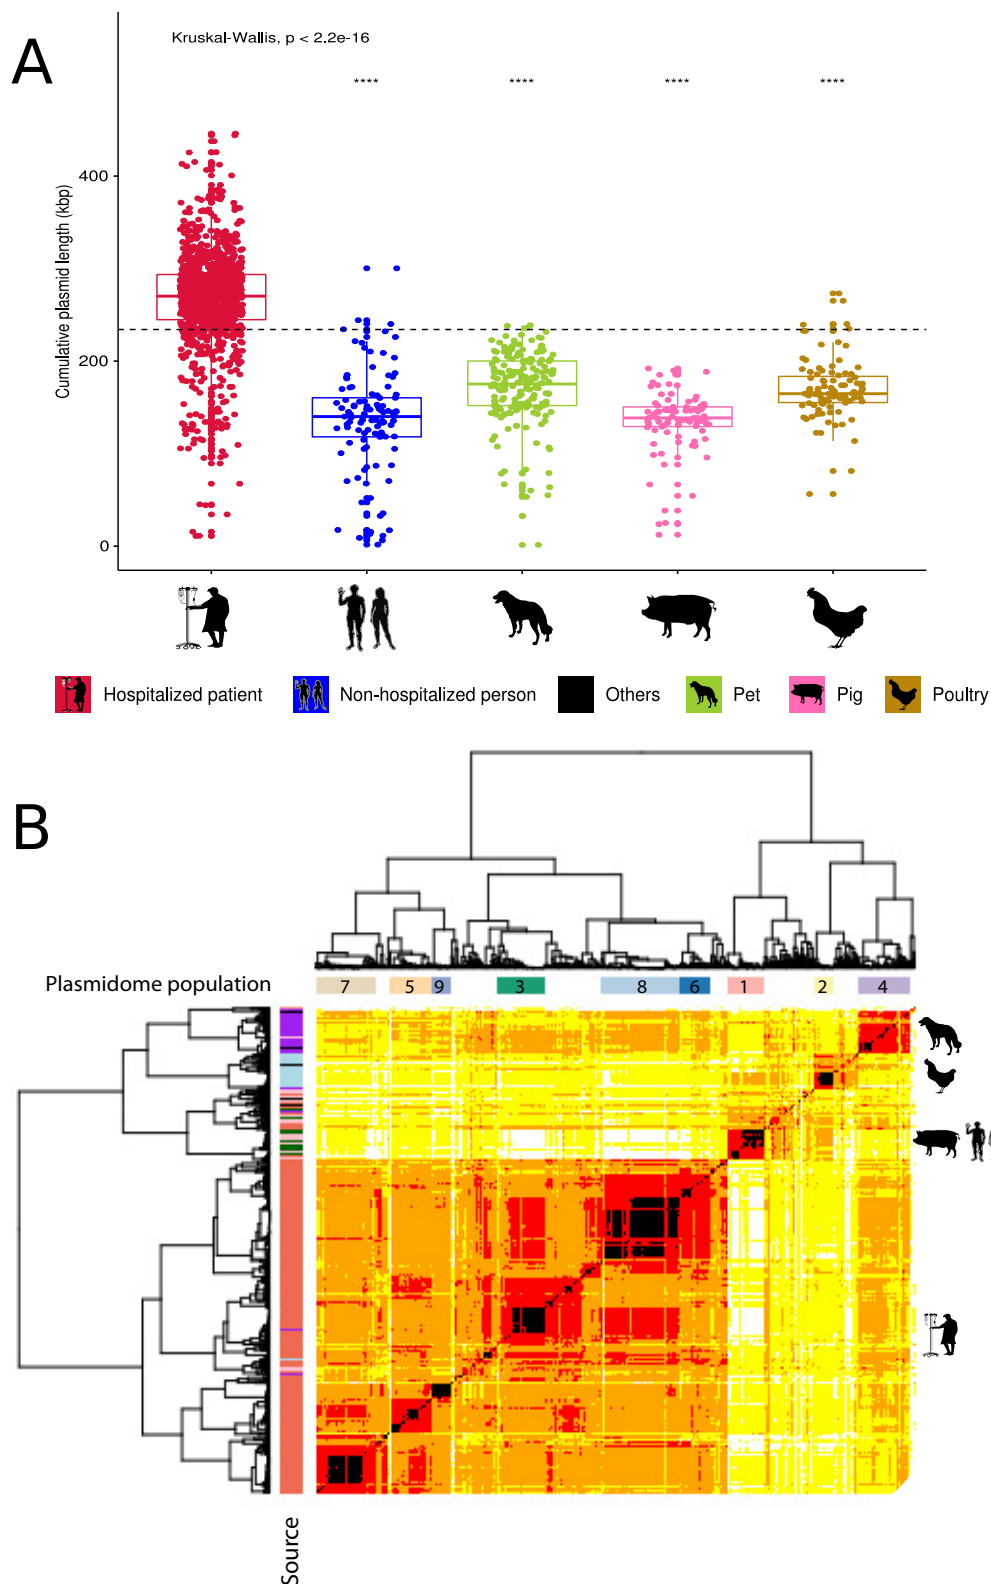 A
Kruskal-Wallis, p < 2.2e-16
**** **** **** ****
Cumulative plasmid length (kbp)
400
200
0
Hospitalized patient Non-hospitalized person Others Pet Pig Poultry
B
Plasmidome population
7 5 9 3 8 6 1 2 4
Source